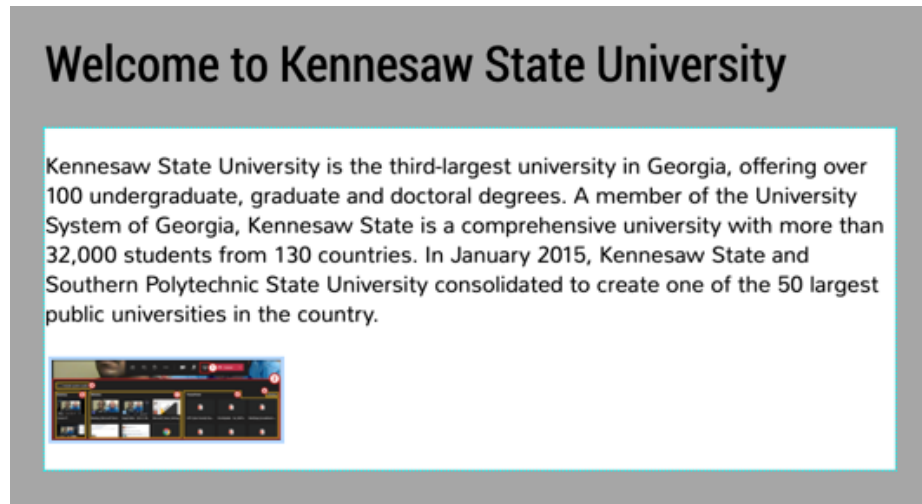 Welcome to Kennesaw State University
Kennesaw State University is the third-largest university in Georgia, offering over
100 undergraduate, graduate and doctoral degrees. A member of the University
System of Georgia, Kennesaw State is a comprehensive university with more than
32,000 students from 130 countries. In January 2015, Kennesaw State and
Southern Polytechnic State University consolidated to create one of the 50 largest
public universities in the country.